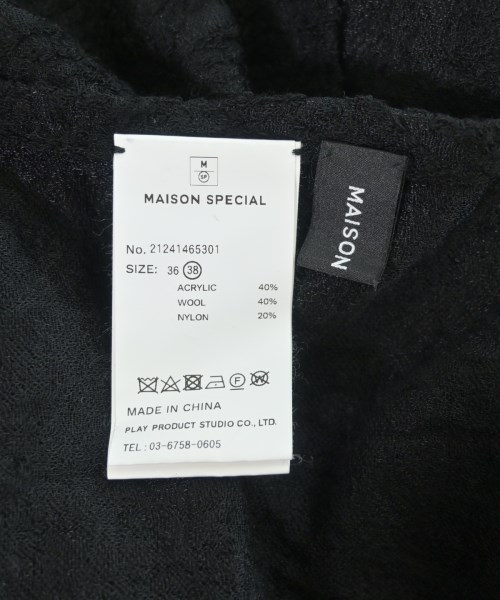 M
SP
MAISON SPECIAL
No. 21241465301
SIZE: 36 38
ACRYLIC 40%
WOOL 40%
NYLON 20%
F W
MADE IN CHINA
PLAY PRODUCT STUDIO CO., LTD.
TEL : 03-6758-0605
MAISON